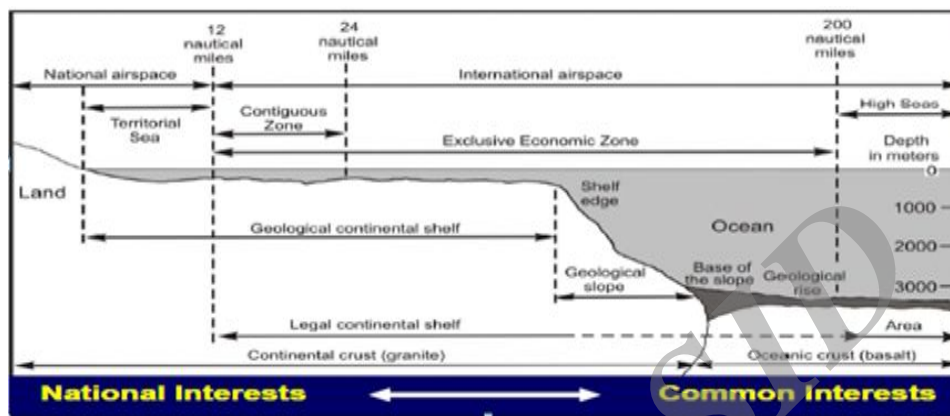 12
nautical
miles
24
nautical
miles
200
nautical
miles
National airspace
International airspace
Territorial
Sea
Contiguous
Zone
High Seas
Exclusive Economic Zone
Depth
in meters
0
Land
Shelf
edge
1000
Ocean
Geological continental shelf
2000
Geological
slope
Base of
the slope
Geological
rise
3000
Legal continental shelf
Area
Continental crust (granite)
Oceanic crust (basalt)
National Interests
Common Interests